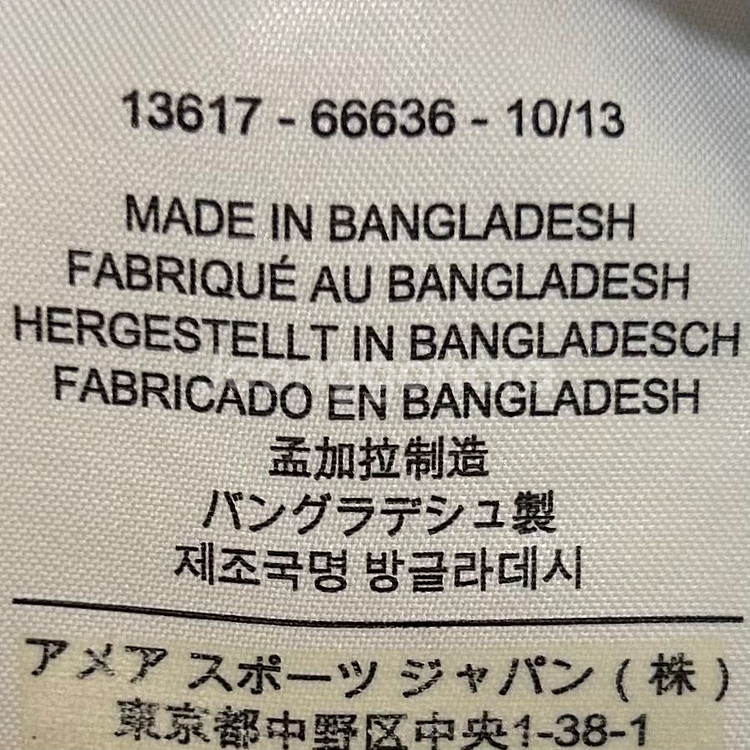 13617 - 66636 - 10/13
MADE IN BANGLADESH
FABRIQUÉ AU BANGLADESH
HERGESTELLT IN BANGLADESCH
FABRICADO EN BANGLADESH
孟加拉制造
バングラデシュ製
제조국명 방글라데시
アメア スポーツ ジャパン ( 株 )
東京都中野区中央1-38-1